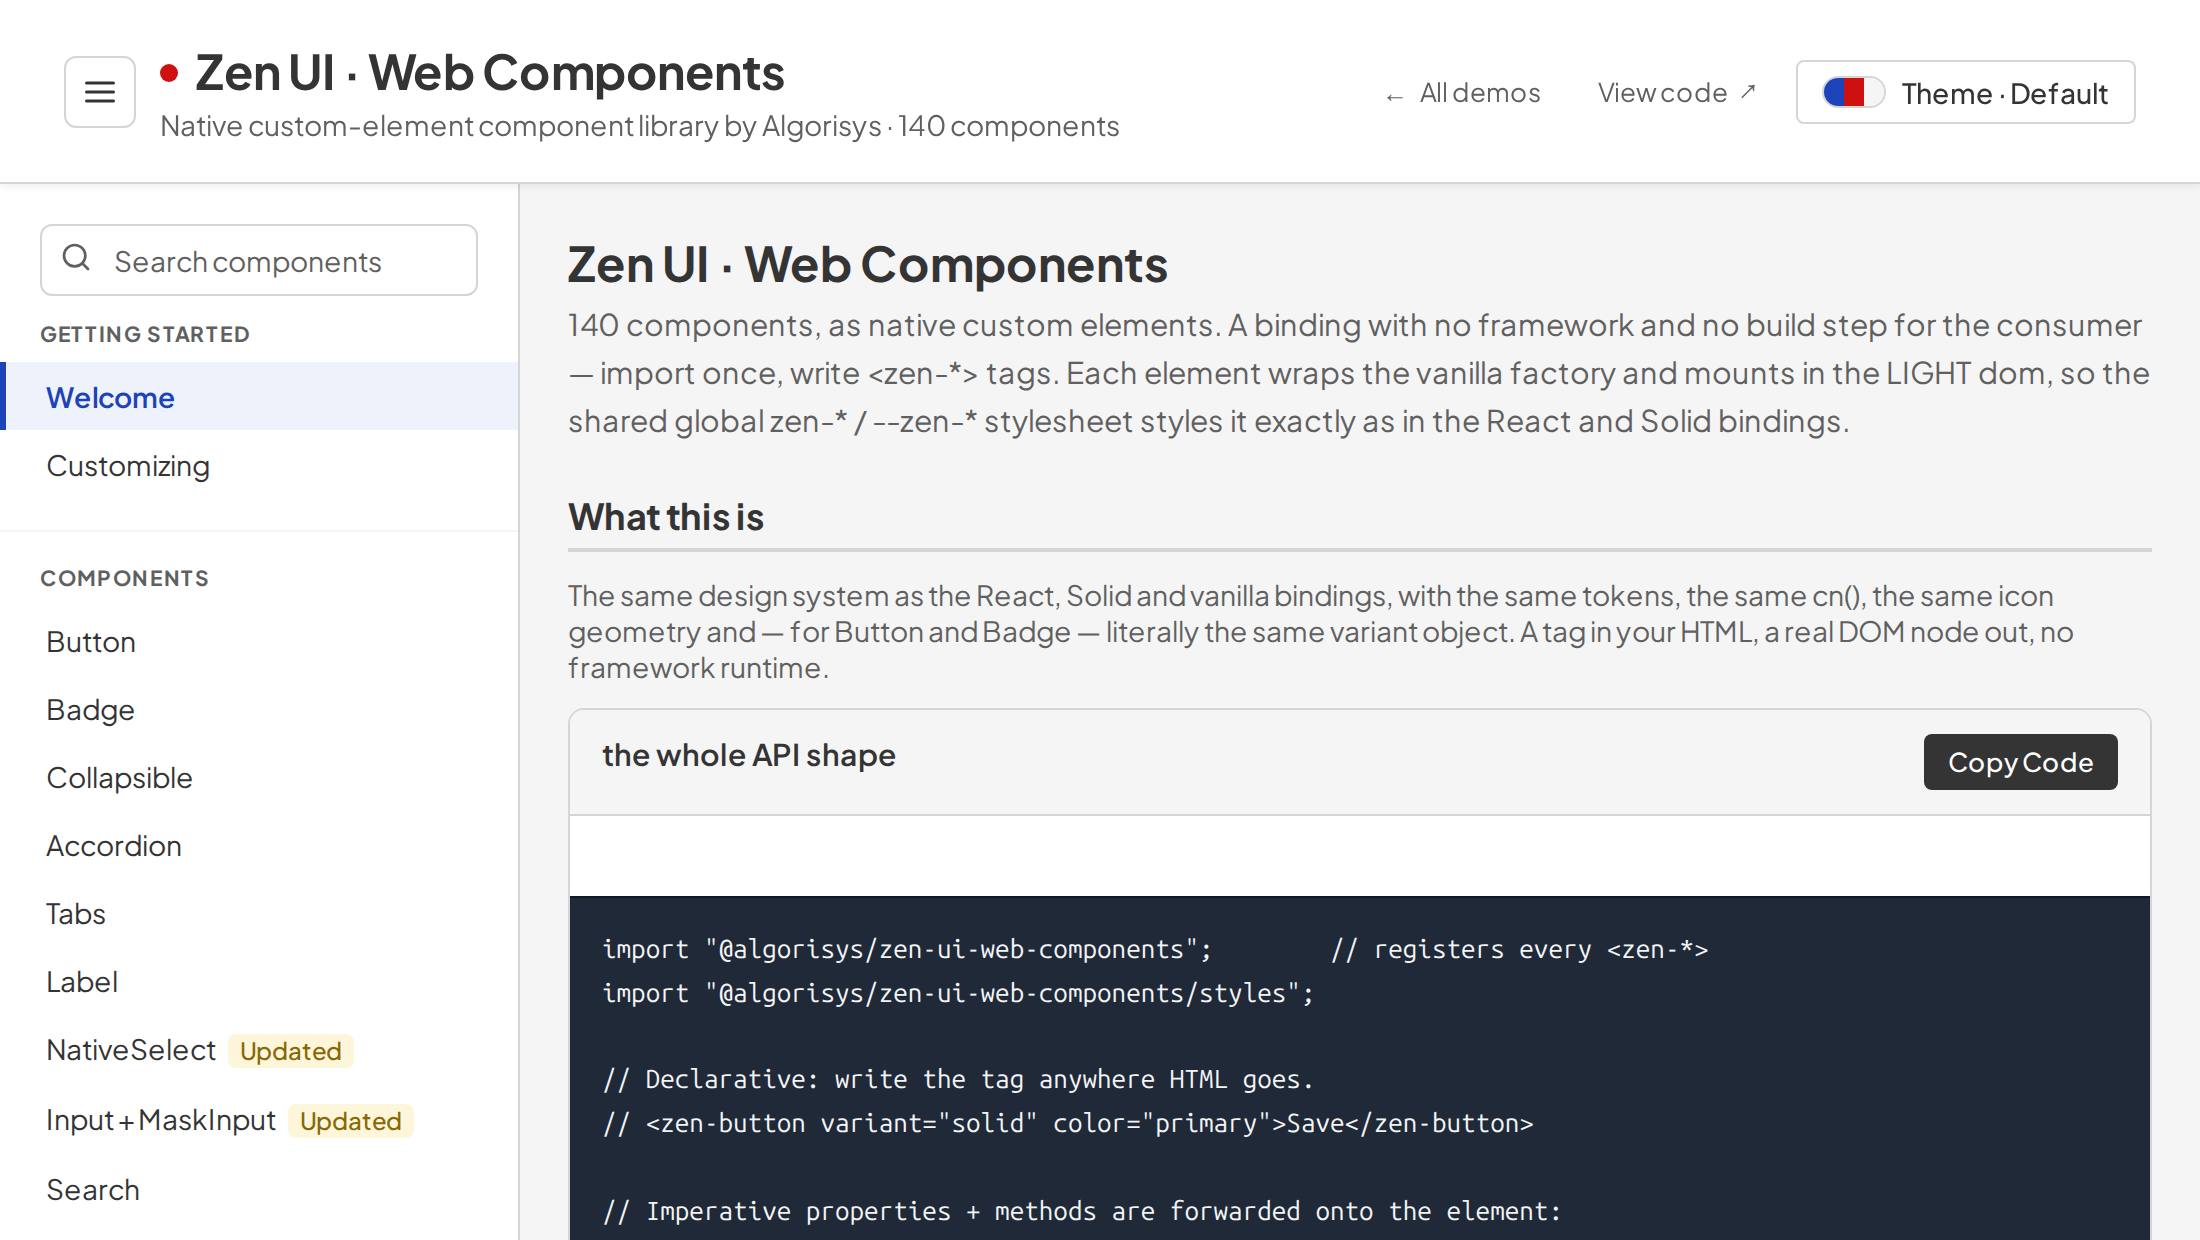 Zen UI · Web Components
Native custom-element component library by Algorisys · 140 components
← All demos
View code ↗
Theme · Default
Search components
GETTING STARTED
Welcome
Customizing
COMPONENTS
Button
Badge
Collapsible
Accordion
Tabs
Label
NativeSelect Updated
Input + MaskInput Updated
Search
Zen UI · Web Components
140 components, as native custom elements. A binding with no framework and no build step for the consumer
— import once, write <zen-*> tags. Each element wraps the vanilla factory and mounts in the LIGHT dom, so the
shared global zen-* / --zen-* stylesheet styles it exactly as in the React and Solid bindings.
What this is
The same design system as the React, Solid and vanilla bindings, with the same tokens, the same cn(), the same icon
geometry and — for Button and Badge — literally the same variant object. A tag in your HTML, a real DOM node out, no
framework runtime.
the whole API shape
Copy Code
import "@algorisys/zen-ui-web-components";        // registers every <zen-*>
import "@algorisys/zen-ui-web-components/styles";
// Declarative: write the tag anywhere HTML goes.
// <zen-button variant="solid" color="primary">Save</zen-button>
// Imperative properties + methods are forwarded onto the element: